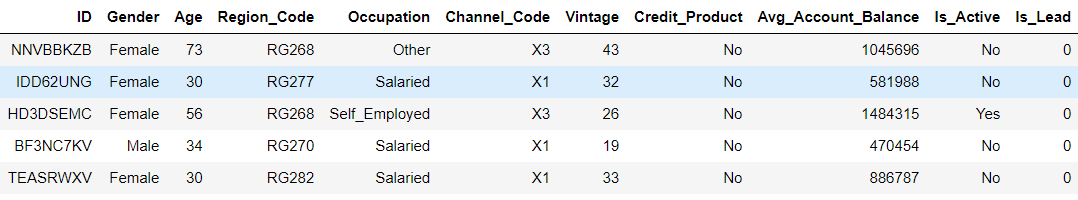 ID Gender Age Region_Code Occupation Channel_Code Vintage Credit_Product Avg_Account_Balance Is_Active Is_Lead
NNVBBKZB Female 73 RG268 Other X3 43 No 1045696 No 0
IDD62UNG Female 30 RG277 Salaried X1 32 No 581988 No 0
HD3DSEMC Female 56 RG268 Self_Employed X3 26 No 1484315 Yes 0
BF3NC7KV Male 34 RG270 Salaried X1 19 No 470454 No 0
TEASRWXV Female 30 RG282 Salaried X1 33 No 886787 No 0